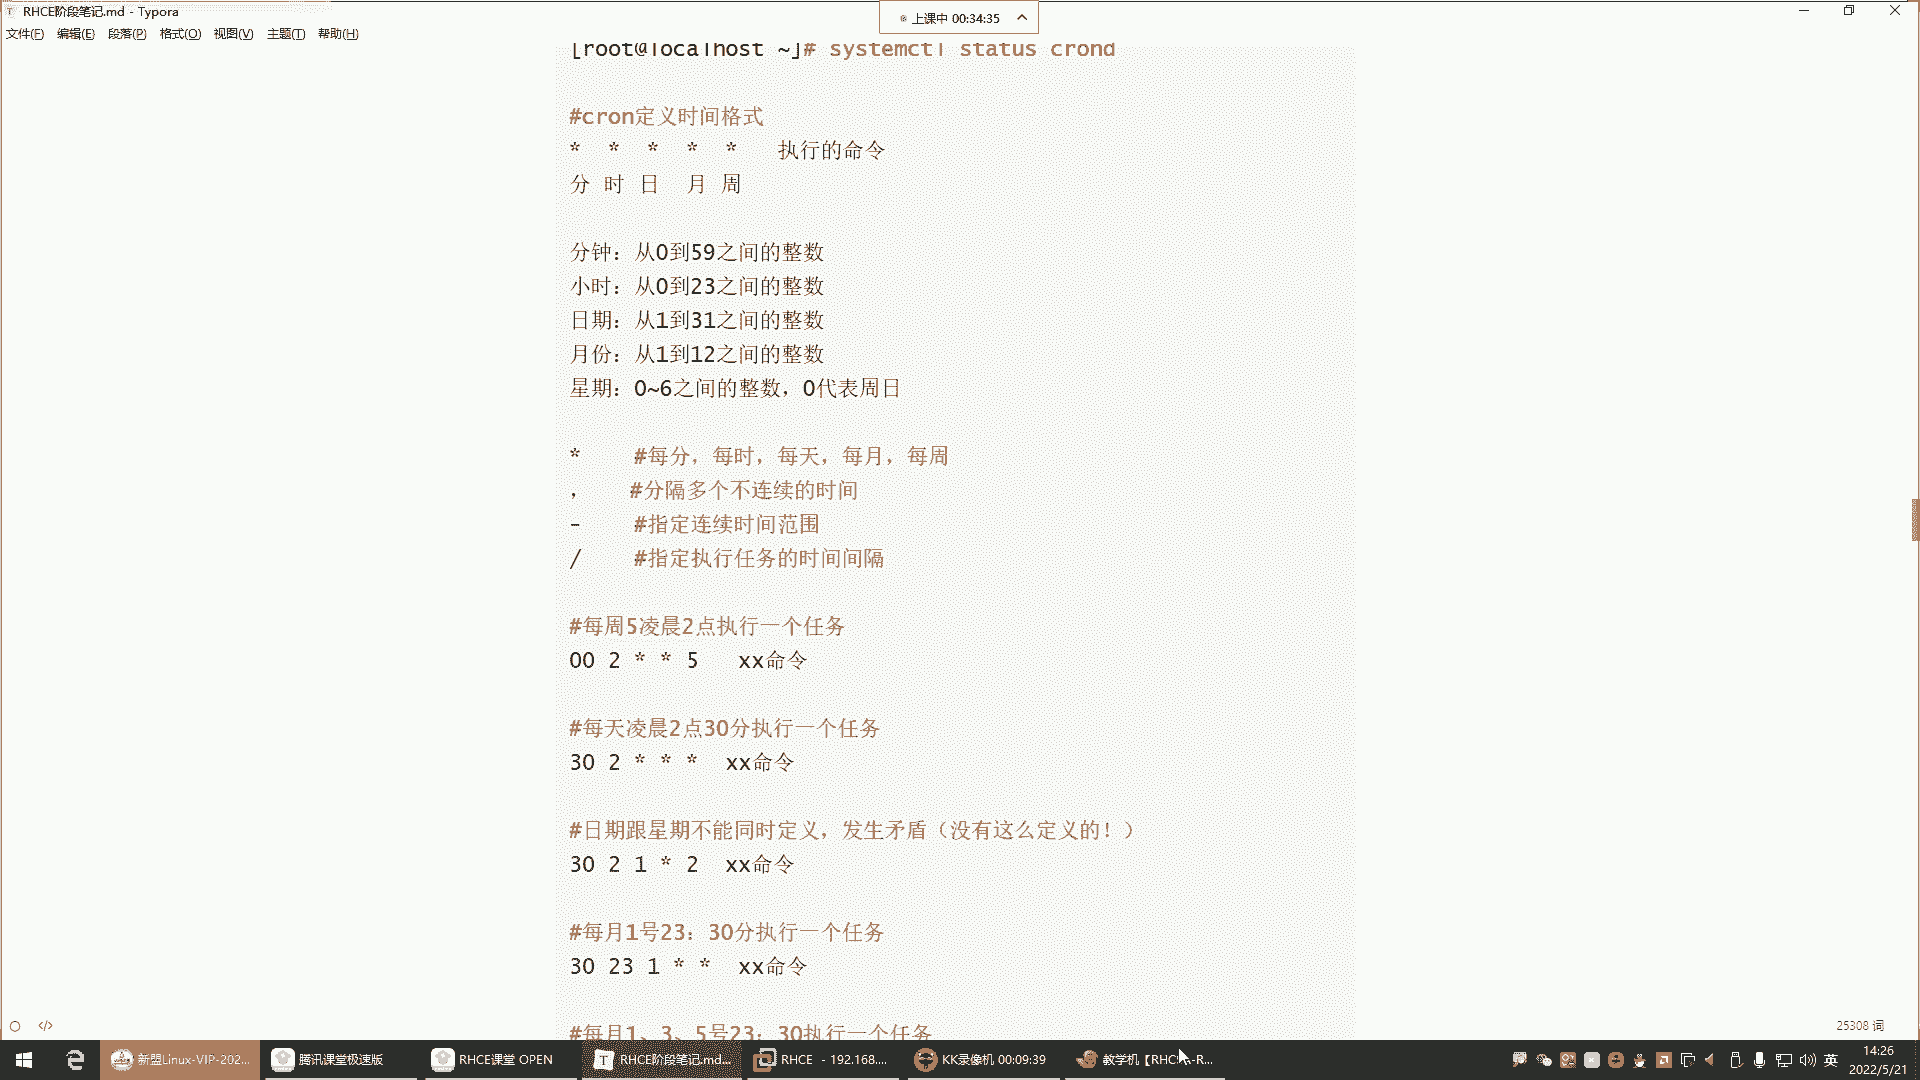 RHCE阶段笔记.md - Typora
上课中 00:34:35
文件(F) 编辑(E) 段落(P) 格式(O) 视图(V) 主题(T) 帮助(H)
[root@localhost ~]# systemctl status crond
#cron定义时间格式
* * * * * 执行的命令
分 时 日 月 周
分钟：从0到59之间的整数
小时：从0到23之间的整数
日期：从1到31之间的整数
月份：从1到12之间的整数
星期：0~6之间的整数，0代表周日
* #每分，每时，每天，每月，每周
， #分隔多个不连续的时间
- #指定连续时间范围
/ #指定执行任务的时间间隔
#每周5凌晨2点执行一个任务
00 2 * * 5 xx命令
#每天凌晨2点30分执行一个任务
30 2 * * * xx命令
#日期跟星期不能同时定义，发生矛盾（没有这么定义的！）
30 2 1 * 2 xx命令
#每月1号23：30分执行一个任务
30 23 1 * * xx命令
#每月1、3、5号23：30执行一个任务
25308 词
新盟Linux-VIP-202... 腾讯课堂极速版 RHCE课堂 OPEN RHCE阶段笔记.md... RHCE - 192.168.... KK录像机 00:09:39 教学机【RHC 英 14:26
2022/5/21